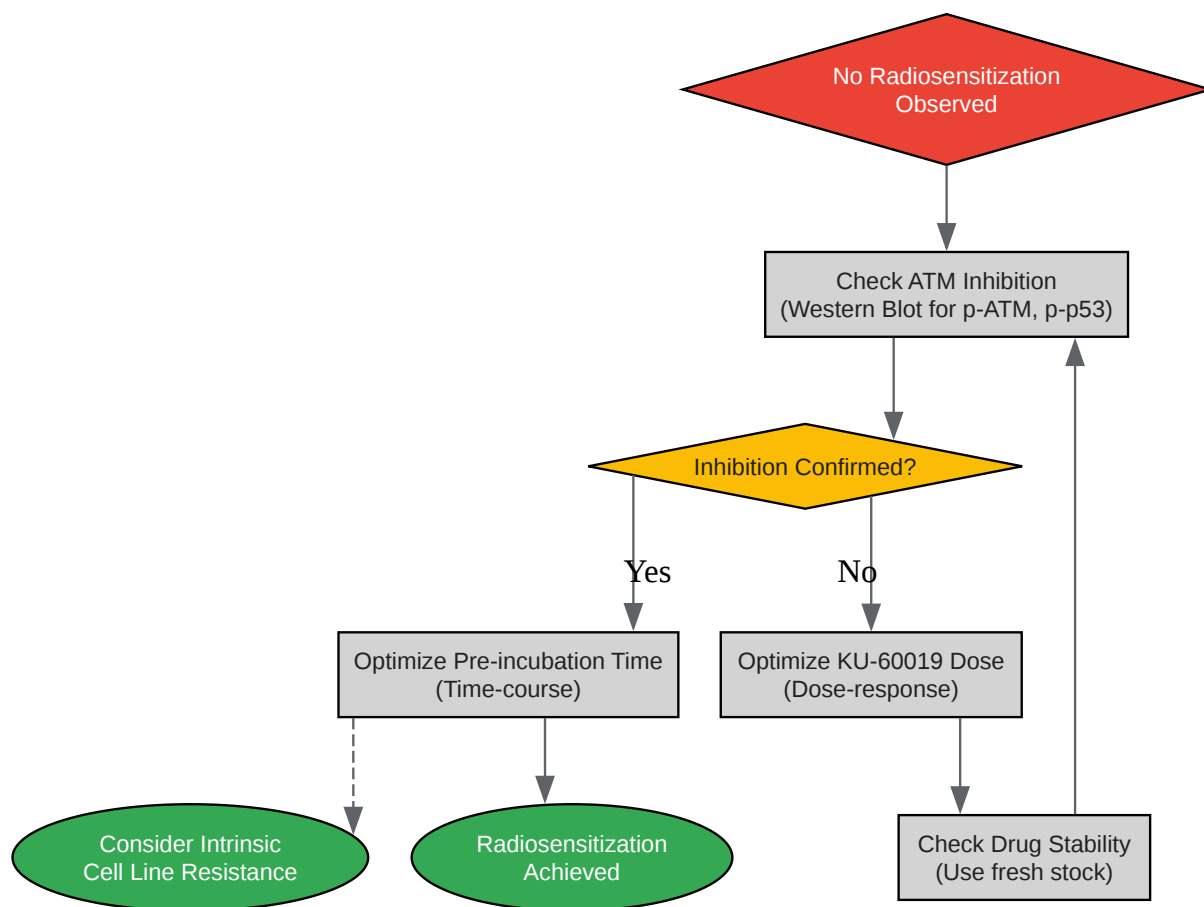 No Radiosensitization
Observed
Check ATM Inhibition
(Western Blot for p-ATM, p-p53)
Inhibition Confirmed?
Yes
No
Optimize Pre-incubation Time
(Time-course)
Optimize KU-60019 Dose
(Dose-response)
Consider Intrinsic
Cell Line Resistance
Radiosensitization
Achieved
Check Drug Stability
(Use fresh stock)